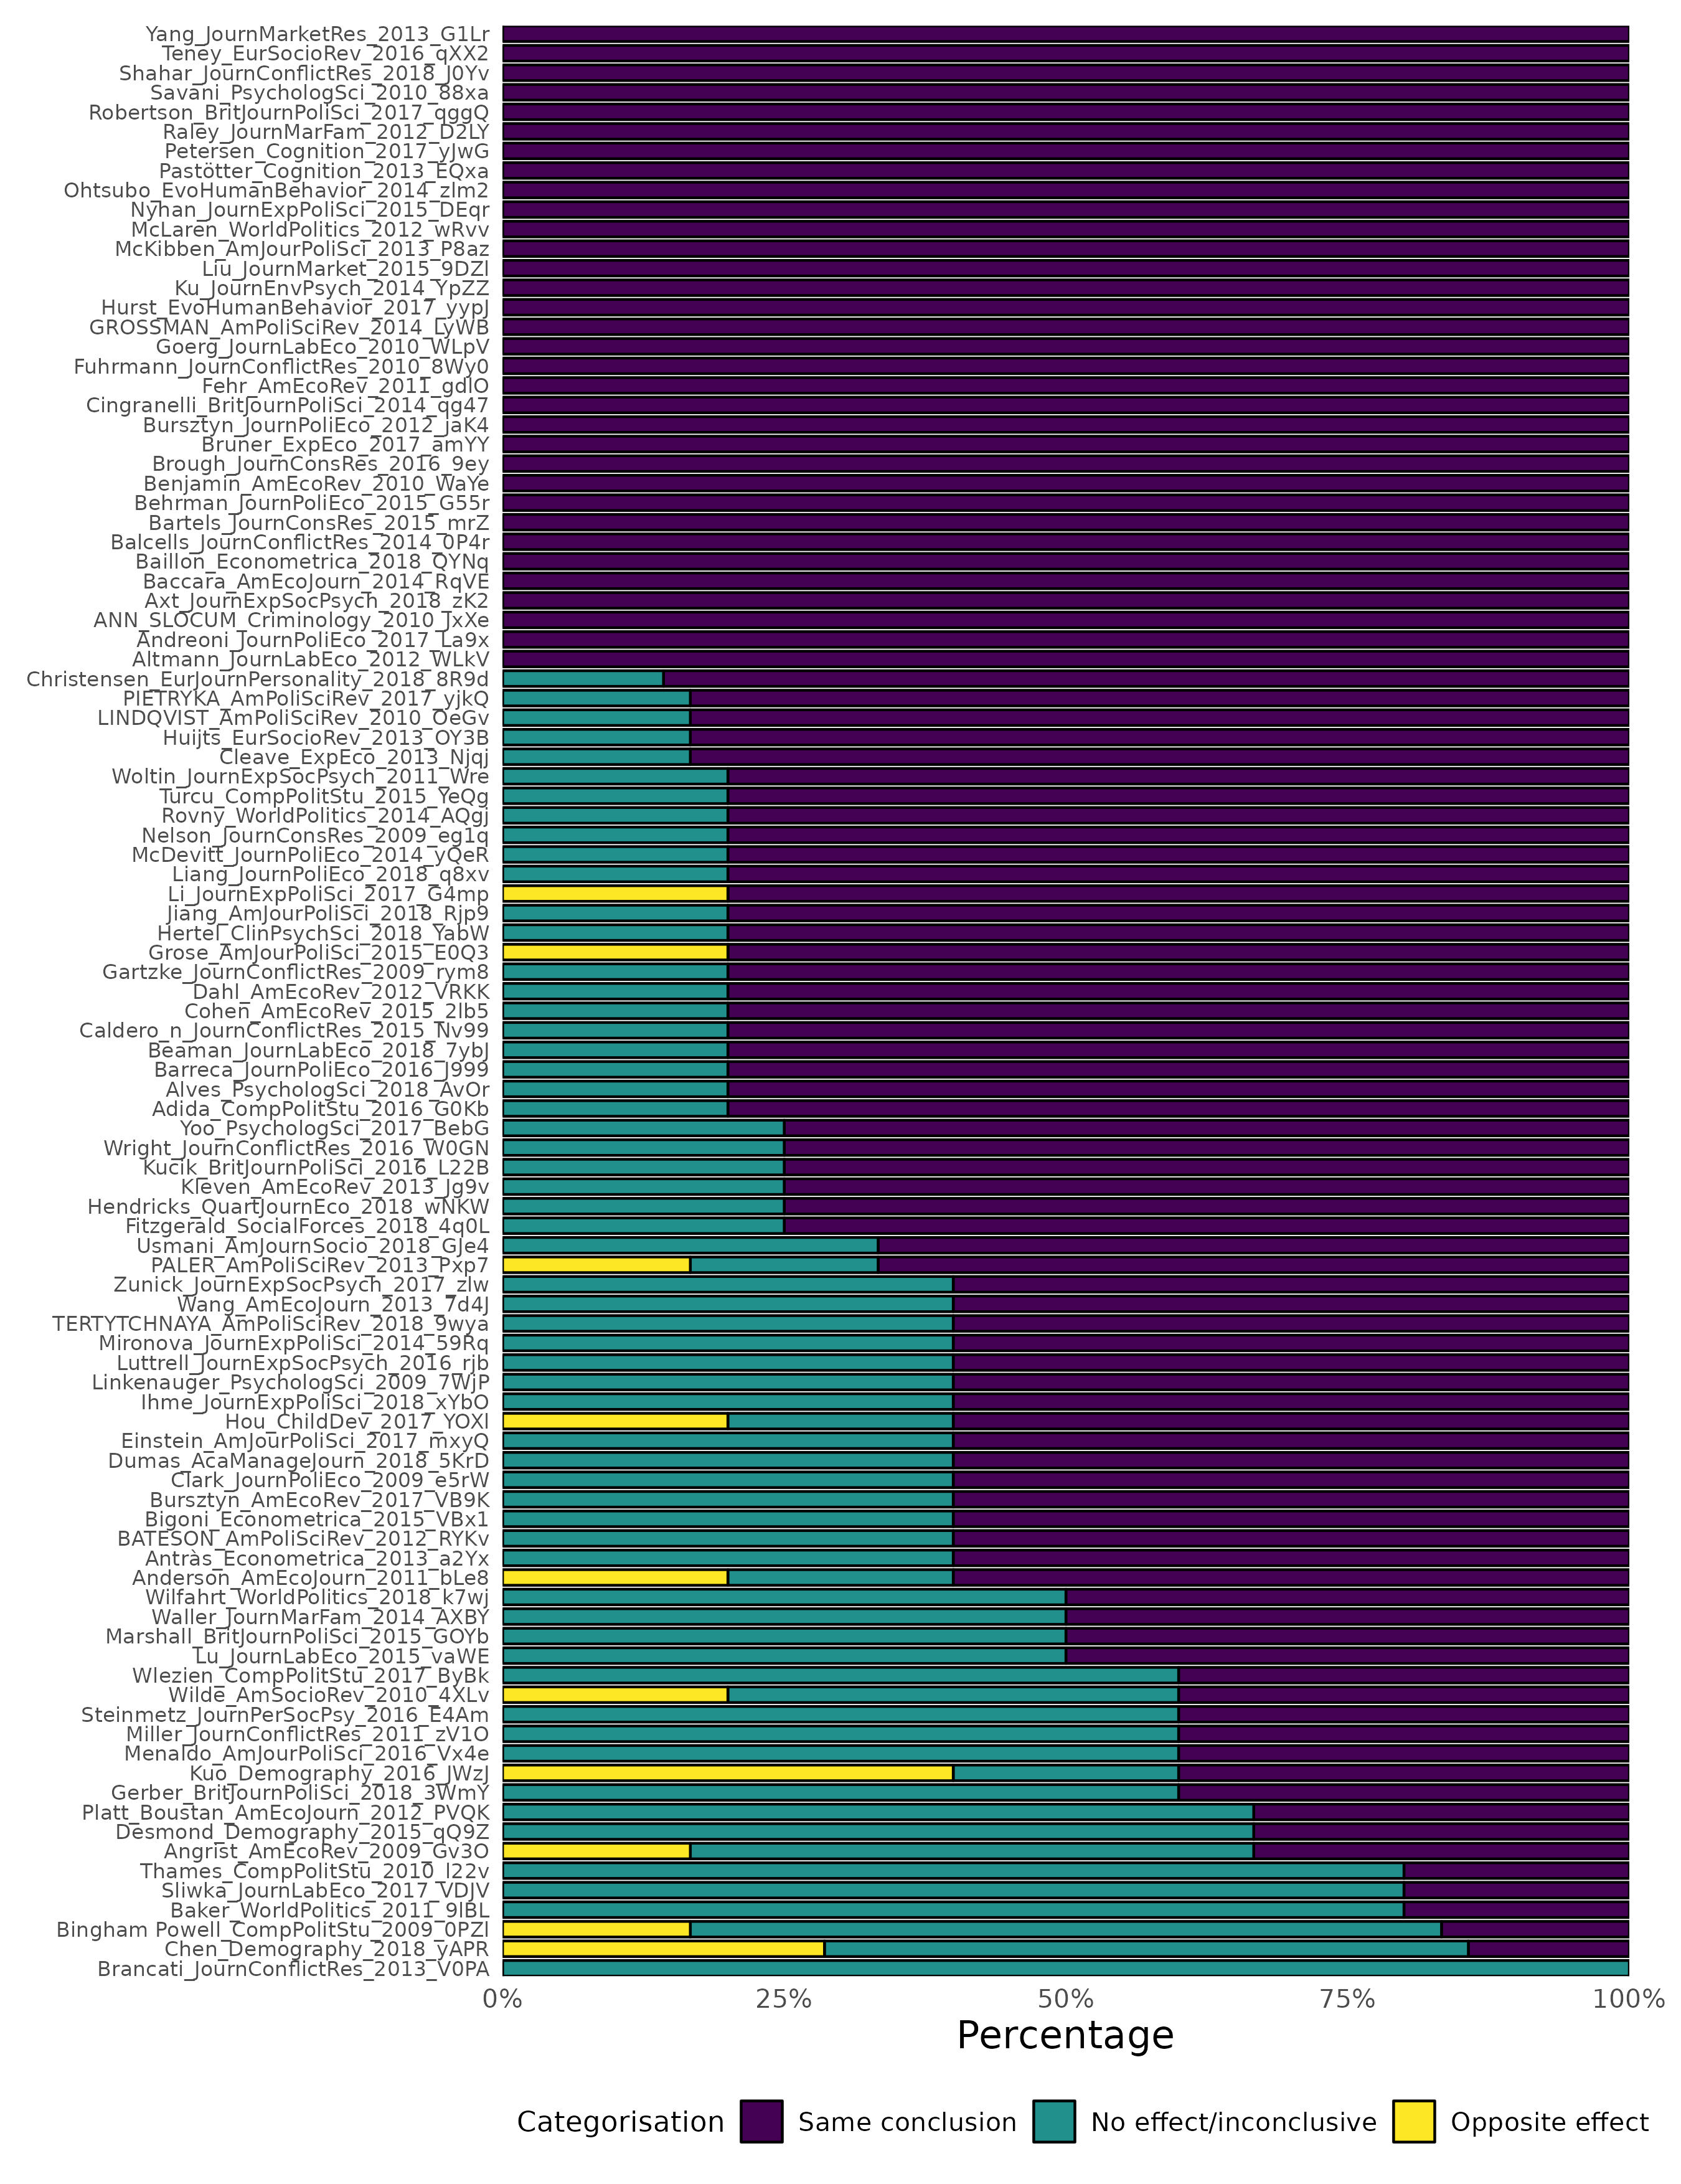 Yang_JournMarketRes_2013_G1Lr
Teney_EurSocioRev_2016_qXX2
Shahar_JournConflictRes_2018_J0Yv
Savani_PsychologSci_2010_88xa
Robertson_BritJournPoliSci_2017_qggQ
Raley_JournMarFam_2012_D2LY
Petersen_Cognition_2017_yJwG
Pastötter_Cognition_2013_EQxa
Ohtsubo_EvoHumanBehavior_2014_zlm2
Nyhan_JournExpPoliSci_2015_DEqr
McLaren_WorldPolitics_2012_wRvv
McKibben_AmJourPoliSci_2013_P8az
Liu_JournMarket_2015_9DZl
Ku_JournEnvPsych_2014_YpZZ
Hurst_EvoHumanBehavior_2017_yypJ
GROSSMAN_AmPoliSciRev_2014_LyWB
Goerg_JournLabEco_2010_WLpV
Fuhrmann_JournConflictRes_2010_8Wy0
Fehr_AmEcoRev_2011_gdlO
Cingranelli_BritJournPoliSci_2014_qg47
Bursztyn_JournPoliEco_2012_jaK4
Bruner_ExpEco_2017_amYY
Brough_JournConsRes_2016_9ey
Benjamin_AmEcoRev_2010_WaYe
Behrman_JournPoliEco_2015_G55r
Bartels_JournConsRes_2015_mrZ
Balcells_JournConflictRes_2014_0P4r
Baillon_Econometrica_2018_QYNq
Baccara_AmEcoJourn_2014_RqVE
Axt_JournExpSocPsych_2018_zK2
ANN_SLOCUM_Criminology_2010_JxXe
Andreoni_JournPoliEco_2017_La9x
Altmann_JournLabEco_2012_WLkV
Christensen_EurJournPersonality_2018_8R9d
PIETRYKA_AmPoliSciRev_2017_yjkQ
LINDQVIST_AmPoliSciRev_2010_OeGv
Huijts_EurSocioRev_2013_OY3B
Cleave_ExpEco_2013_Njqj
Woltin_JournExpSocPsych_2011_Wre
Turcu_CompPolitStu_2015_YeQg
Rovny_WorldPolitics_2014_AQgj
Nelson_JournConsRes_2009_eg1q
McDevitt_JournPoliEco_2014_yQeR
Liang_JournPoliEco_2018_q8xv
Li_JournExpPoliSci_2017_G4mp
Jiang_AmJourPoliSci_2018_Rjp9
Hertel_ClinPsychSci_2018_YabW
Grose_AmJourPoliSci_2015_E0Q3
Gartzke_JournConflictRes_2009_rym8
Dahl_AmEcoRev_2012_VRKK
Cohen_AmEcoRev_2015_2lb5
Caldero_n_JournConflictRes_2015_Nv99
Beaman_JournLabEco_2018_7ybJ
Barreca_JournPoliEco_2016_J999
Alves_PsychologSci_2018_AvOr
Adida_CompPolitStu_2016_G0Kb
Yoo_PsychologSci_2017_BebG
Wright_JournConflictRes_2016_W0GN
Kucik_BritJournPoliSci_2016_L22B
Kleven_AmEcoRev_2013_Jg9v
Hendricks_QuartJournEco_2018_wNKW
Fitzgerald_SocialForces_2018_4q0L
Usmani_AmJournSocio_2018_GJe4
PALER_AmPoliSciRev_2013_Pxp7
Zunick_JournExpSocPsych_2017_zlw
Wang_AmEcoJourn_2013_7d4J
TERTYTCHNAYA_AmPoliSciRev_2018_9wya
Mironova_JournExpPoliSci_2014_59Rq
Luttrell_JournExpSocPsych_2016_rjb
Linkenauger_PsychologSci_2009_7WjP
Ihme_JournExpPoliSci_2018_xYbO
Hou_ChildDev_2017_YOXl
Einstein_AmJourPoliSci_2017_mxyQ
Dumas_AcaManageJourn_2018_5KrD
Clark_JournPoliEco_2009_e5rW
Bursztyn_AmEcoRev_2017_VB9K
Bigoni_Econometrica_2015_VBx1
BATESON_AmPoliSciRev_2012_RYKv
Antràs_Econometrica_2013_a2Yx
Anderson_AmEcoJourn_2011_bLe8
Wilfahrt_WorldPolitics_2018_k7wj
Waller_JournMarFam_2014_AXBY
Marshall_BritJournPoliSci_2015_GOYb
Lu_JournLabEco_2015_vaWE
Wlezien_CompPolitStu_2017_ByBk
Wilde_AmSocioRev_2010_4XLv
Steinmetz_JournPerSocPsy_2016_E4Am
Miller_JournConflictRes_2011_zV1O
Menaldo_AmJourPoliSci_2016_Vx4e
Kuo_Demography_2016_JWzJ
Gerber_BritJournPoliSci_2018_3WmY
Platt_Boustan_AmEcoJourn_2012_PVQK
Desmond_Demography_2015_qQ9Z
Angrist_AmEcoRev_2009_Gv3O
Thames_CompPolitStu_2010_l22v
Sliwka_JournLabEco_2017_VDJV
Baker_WorldPolitics_2011_9lBL
Bingham Powell_CompPolitStu_2009_0PZl
Chen_Demography_2018_yAPR
Brancati_JournConflictRes_2013_V0PA
0% 25% 50% 75% 100%
Percentage
Categorisation Same conclusion No effect/inconclusive Opposite effect